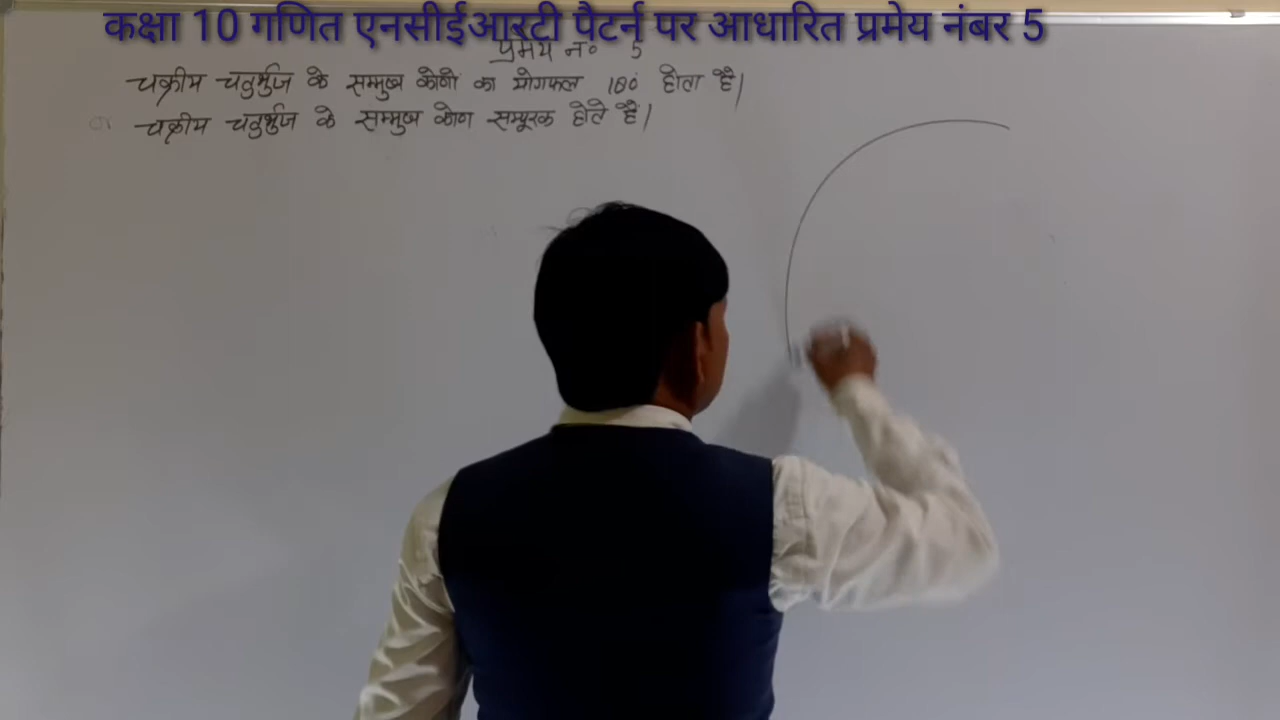 कक्षा 10 गणित एनसीईआरटी पैटर्न पर आधारित प्रमेय नंबर 5
प्रमेय नं० 5
चक्रीय चतुर्भुज के सम्मुख कोणों का योगफल 180 होता है।
चक्रीय चतुर्भुज के सम्मुख कोण सम्पूरक होते हैं।